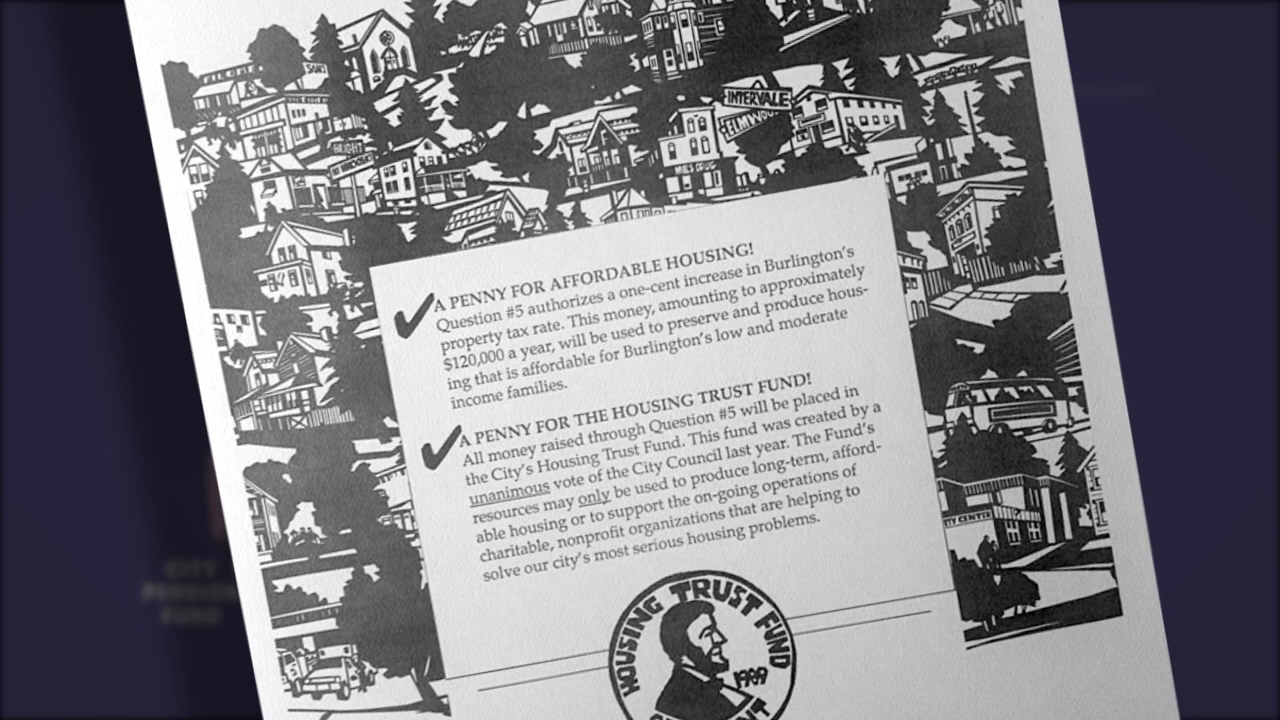 INTERVALE
ELMWOOD
BRIGHT
A PENNY FOR AFFORDABLE HOUSING!
Question #5 authorizes a one-cent increase in Burlington's
property tax rate. This money, amounting to approximately
$120,000 a year, will be used to preserve and produce hous-
ing that is affordable for Burlington's low and moderate
income families.
A PENNY FOR THE HOUSING TRUST FUND!
All money raised through Question #5 will be placed in
the City's Housing Trust Fund. This fund was created by a
unanimous vote of the City Council last year. The Fund's
resources may only be used to produce long-term, afford-
able housing or to support the on-going operations of
charitable, nonprofit organizations that are helping to
solve our city's most serious housing problems.
CENTER
CITY
PENSION
FUND
HOUSING TRUST FUND
1989